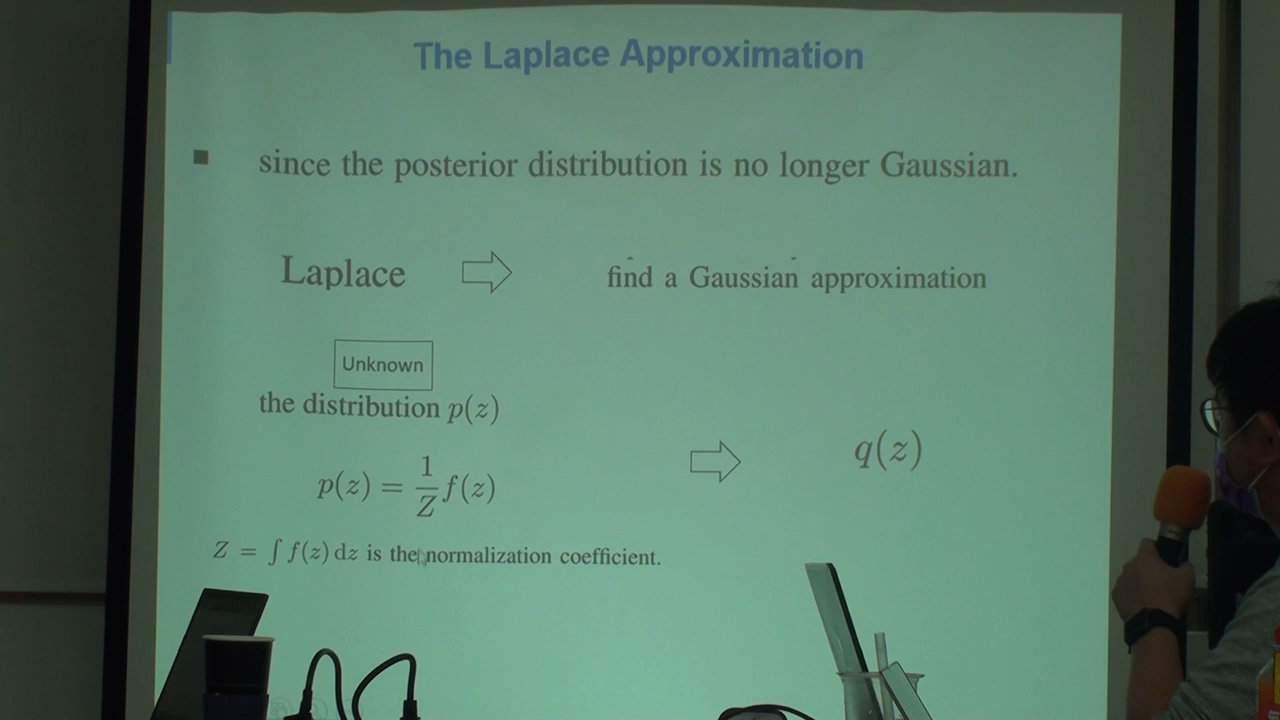 The Laplace Approximation
since the posterior distribution is no longer Gaussian.
Laplace ⇨ find a Gaussian approximation
Unknown
the distribution p(z)
p(z) = 1/Z f(z) ⇨ q(z)
Z = ∫ f(z) dz is the normalization coefficient.